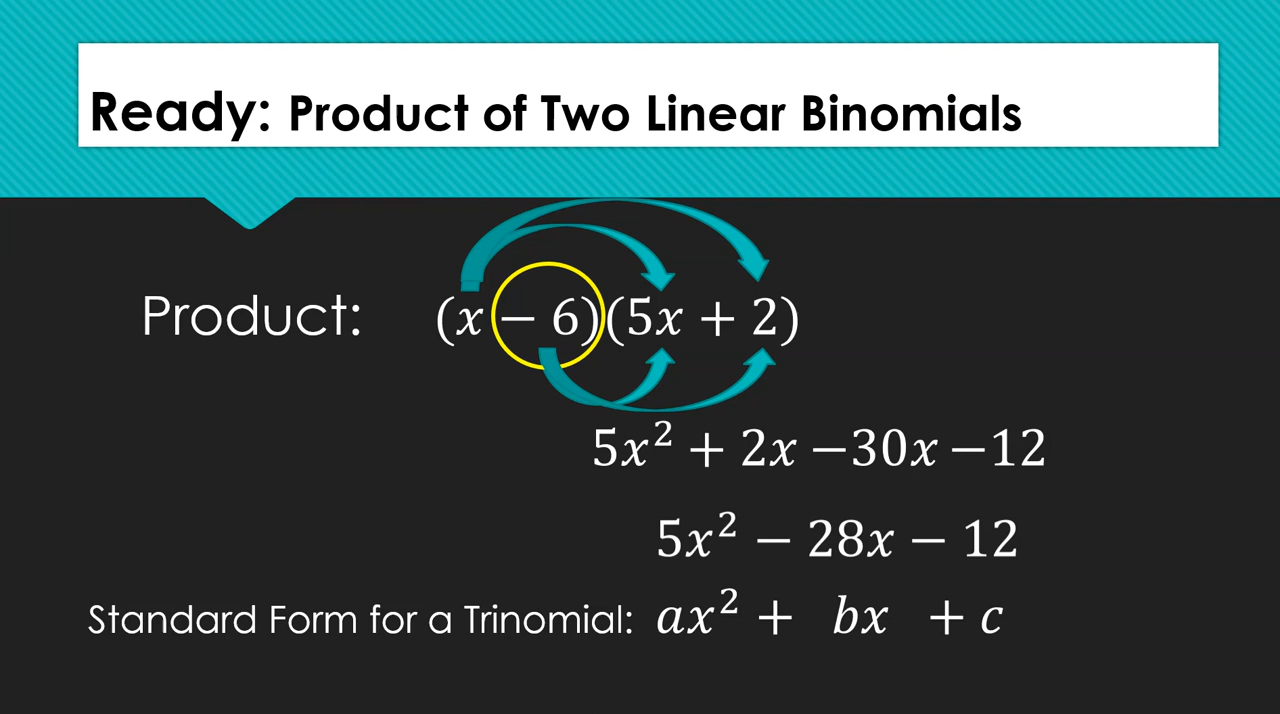 Ready: Product of Two Linear Binomials
Product: (x − 6)(5x + 2)
5x² + 2x −30x −12
5x² − 28x − 12
Standard Form for a Trinomial: ax² + bx + c